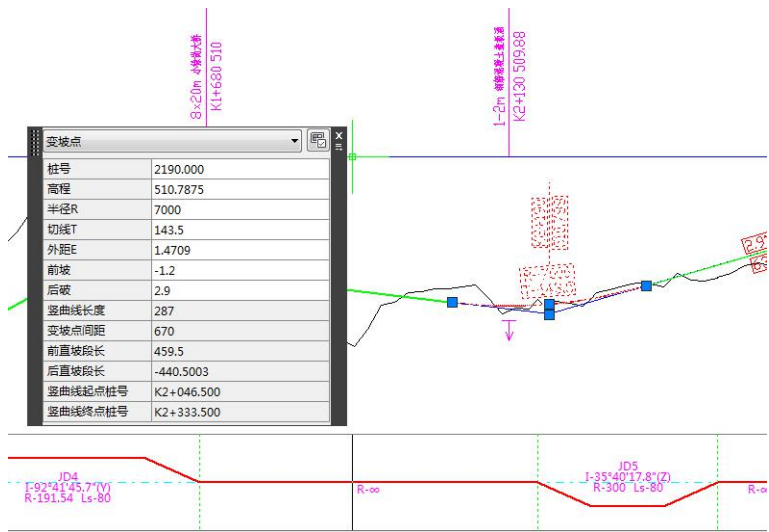 8×20m 小铁沟大桥
K1+680 510
1-2m 钢筋混凝土盖板涵
K2+130 509.88
变坡点
桩号 2190.000
高程 510.7875
半径R 7000
切线T 143.5
外距E 1.4709
前坡 -1.2
后破 2.9
竖曲线长度 287
变坡点间距 670
前直坡段长 459.5
后直坡段长 -440.5003
竖曲线起点桩号 K2+046.500
竖曲线终点桩号 K2+333.500
JD4
I-92°41'45.7"(Y)
R-191.54 Ls-80
R-∞
JD5
I-35°40'17.8"(Z)
R-300 Ls-80
R-∞